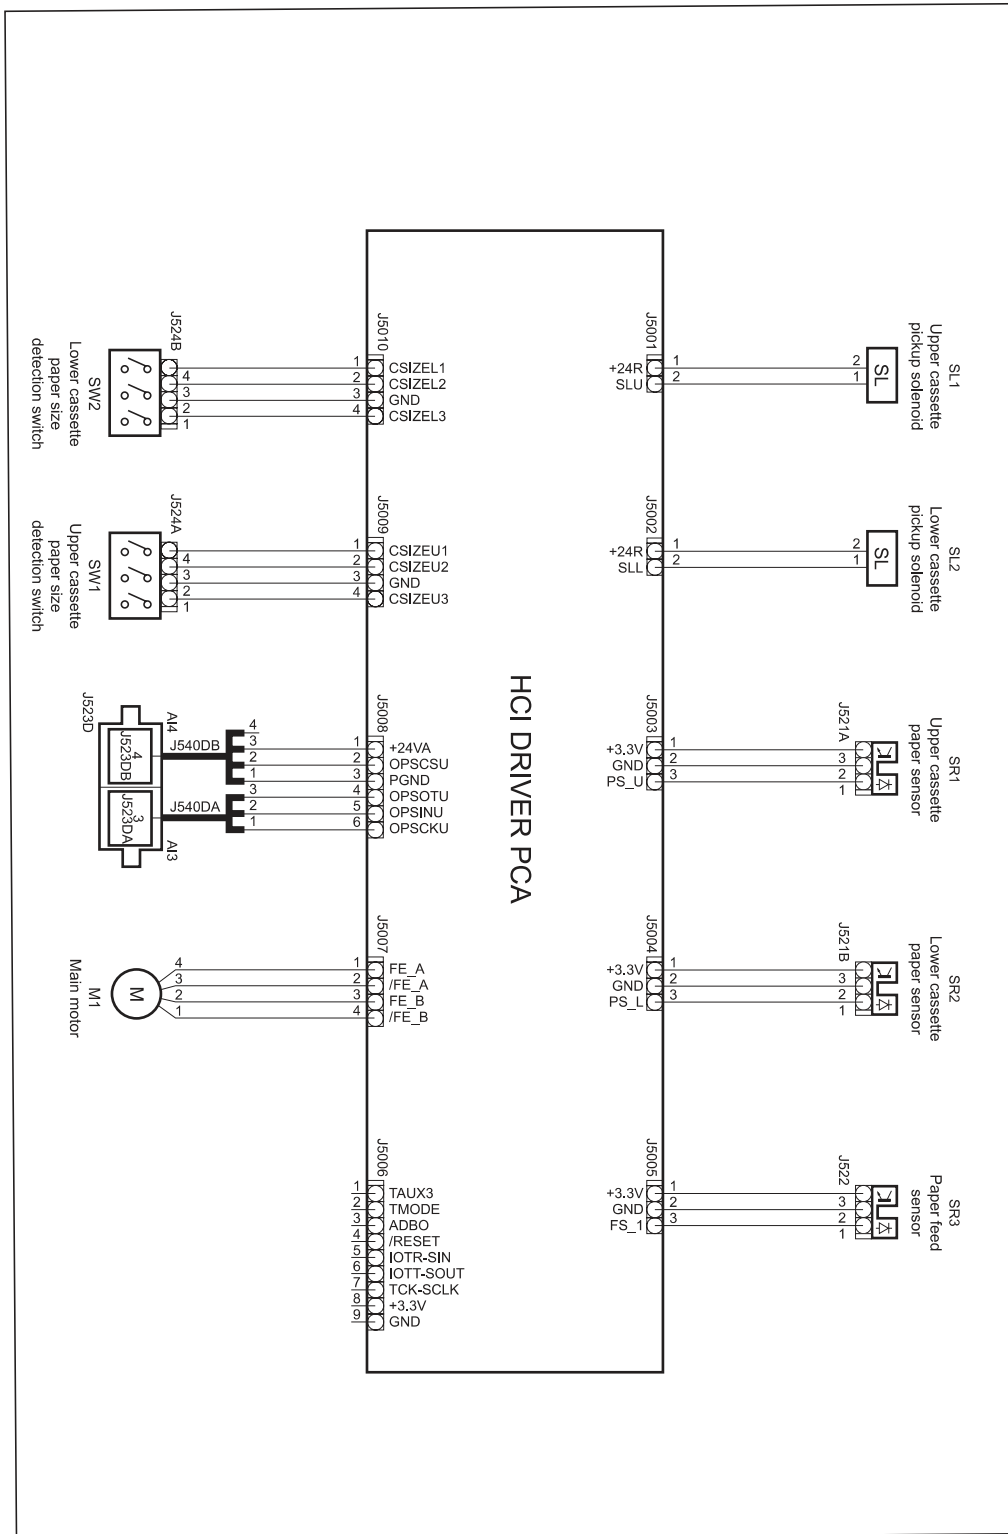 HCI DRIVER PCA
J5010
1 CSIZEL1
2 CSIZEL2
3 GND
4 CSIZEL3
J524B
4
3
2
1
SW2
Lower cassette
paper size
detection switch
J5009
1 CSIZEU1
2 CSIZEU2
3 GND
4 CSIZEU3
J524A
4
3
2
1
SW1
Upper cassette
paper size
detection switch
J5008
1 +24VA
2 OPSCSU
3 PGND
4 OPSOTU
5 OPSINU
6 OPSCKU
4
3
2
1
3
2
1
J540DB
J540DA
AI4
4
J523DB
3
J523DA
AI3
J523D
J5007
1 FE_A
2 /FE_A
3 FE_B
4 /FE_B
4
3
2
1
M
M1
Main motor
J5006
1 TAUX3
2 TMODE
3 ADBO
4 /RESET
5 IOTR-SIN
6 IOTT-SOUT
7 TCK-SCLK
8 +3.3V
9 GND
J5001
+24R 1
SLU 2
2
1
SL
SL1
Upper cassette
pickup solenoid
J5002
+24R 1
SLL 2
2
1
SL
SL2
Lower cassette
pickup solenoid
J5003
+3.3V 1
GND 2
PS_U 3
J521A
3
2
1
SR1
Upper cassette
paper sensor
J5004
+3.3V 1
GND 2
PS_L 3
J521B
3
2
1
SR2
Lower cassette
paper sensor
J5005
+3.3V 1
GND 2
FS_1 3
J522
3
2
1
SR3
Paper feed
sensor